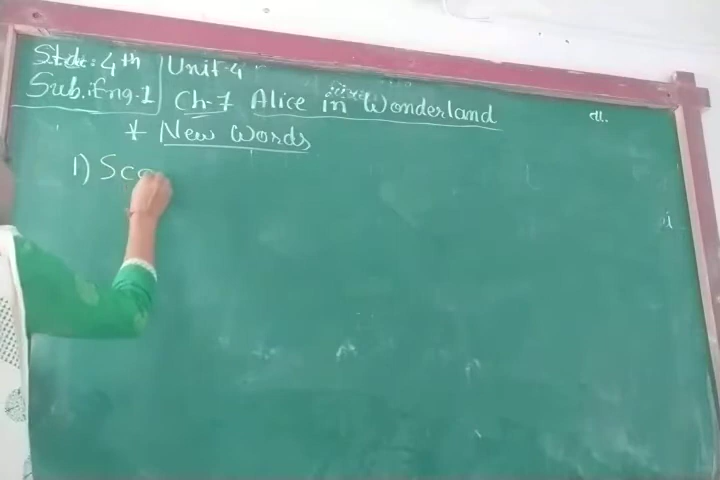 Std: 4th
Unit-4
Sub.:Eng.1
Ch-7 Alice in Wonderland
* New Words
1) Sc